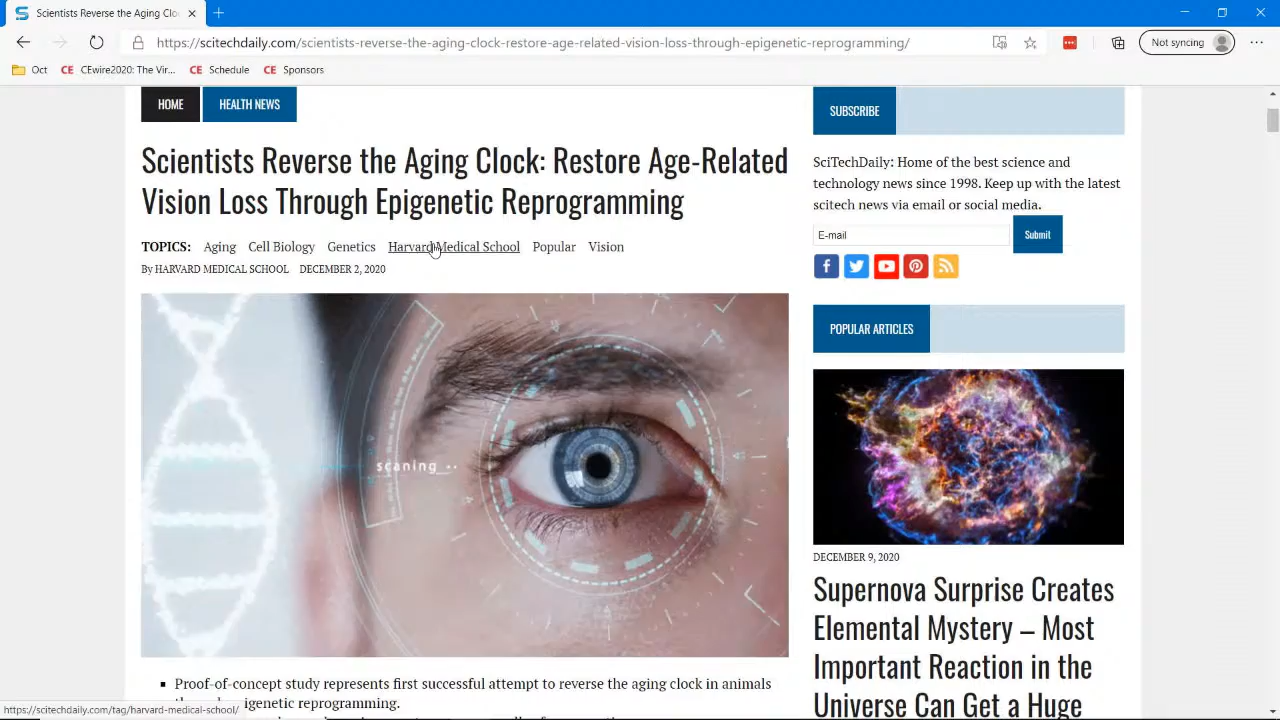 Scientists Reverse the Aging Clo
https://scitechdaily.com/scientists-reverse-the-aging-clock-restore-age-related-vision-loss-through-epigenetic-reprogramming/
Not syncing
Oct
CEwire2020: The Vir...
Schedule
Sponsors
HOME
HEALTH NEWS
Scientists Reverse the Aging Clock: Restore Age-Related
Vision Loss Through Epigenetic Reprogramming
TOPICS: Aging Cell Biology Genetics Harvard Medical School Popular Vision
By HARVARD MEDICAL SCHOOL DECEMBER 2, 2020
scaning ..
Proof-of-concept study represents first successful attempt to reverse the aging clock in animals
igenetic reprogramming.
https://scitechdaily.com/tag/harvard-medical-school/
SUBSCRIBE
SciTechDaily: Home of the best science and
technology news since 1998. Keep up with the latest
scitech news via email or social media.
E-mail
Submit
POPULAR ARTICLES
DECEMBER 9, 2020
Supernova Surprise Creates
Elemental Mystery – Most
Important Reaction in the
Universe Can Get a Huge